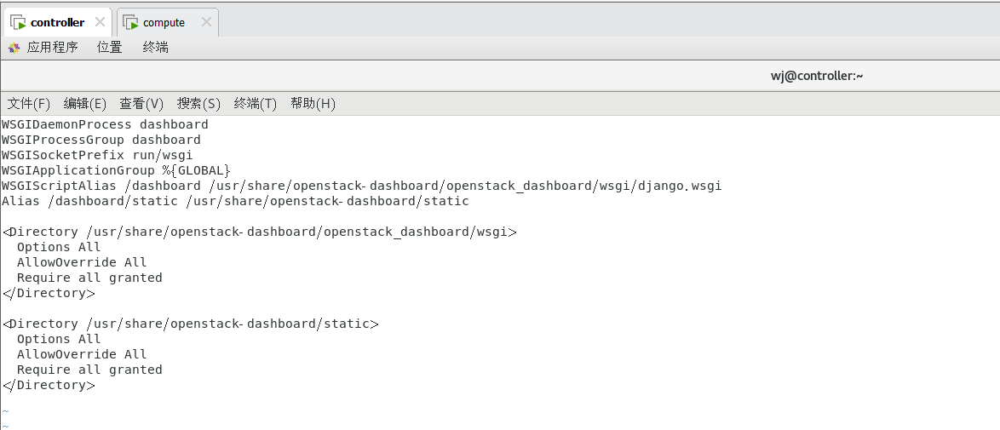 controller compute
应用程序 位置 终端
wj@controller:~
文件(F) 编辑(E) 查看(V) 搜索(S) 终端(T) 帮助(H)
WSGIDaemonProcess dashboard
WSGIProcessGroup dashboard
WSGISocketPrefix run/wsgi
WSGIApplicationGroup %{GLOBAL}
WSGIScriptAlias /dashboard /usr/share/openstack-dashboard/openstack_dashboard/wsgi/django.wsgi
Alias /dashboard/static /usr/share/openstack-dashboard/static
<Directory /usr/share/openstack-dashboard/openstack_dashboard/wsgi>
  Options All
  AllowOverride All
  Require all granted
</Directory>
<Directory /usr/share/openstack-dashboard/static>
  Options All
  AllowOverride All
  Require all granted
</Directory>
~
~